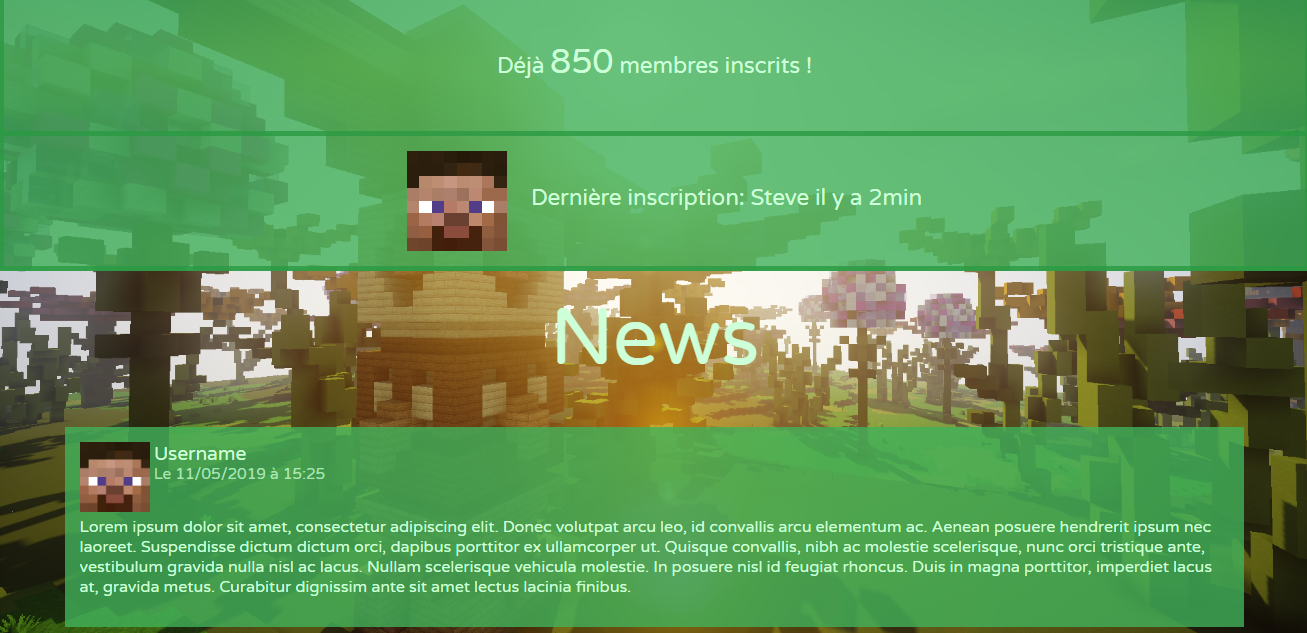 Déjà 850 membres inscrits !
Dernière inscription: Steve il y a 2min
News
Username
Le 11/05/2019 à 15:25
Lorem ipsum dolor sit amet, consectetur adipiscing elit. Donec volutpat arcu leo, id convallis arcu elementum ac. Aenean posuere hendrerit ipsum nec
laoreet. Suspendisse dictum dictum orci, dapibus porttitor ex ullamcorper ut. Quisque convallis, nibh ac molestie scelerisque, nunc orci tristique ante,
vestibulum gravida nulla nisl ac lacus. Nullam scelerisque vehicula molestie. In posuere nisl id feugiat rhoncus. Duis in magna porttitor, imperdiet lacus
at, gravida metus. Curabitur dignissim ante sit amet lectus lacinia finibus.